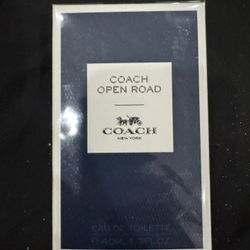 COACH
OPEN ROAD
COACH
NEW YORK
EAU DE TOILETTE